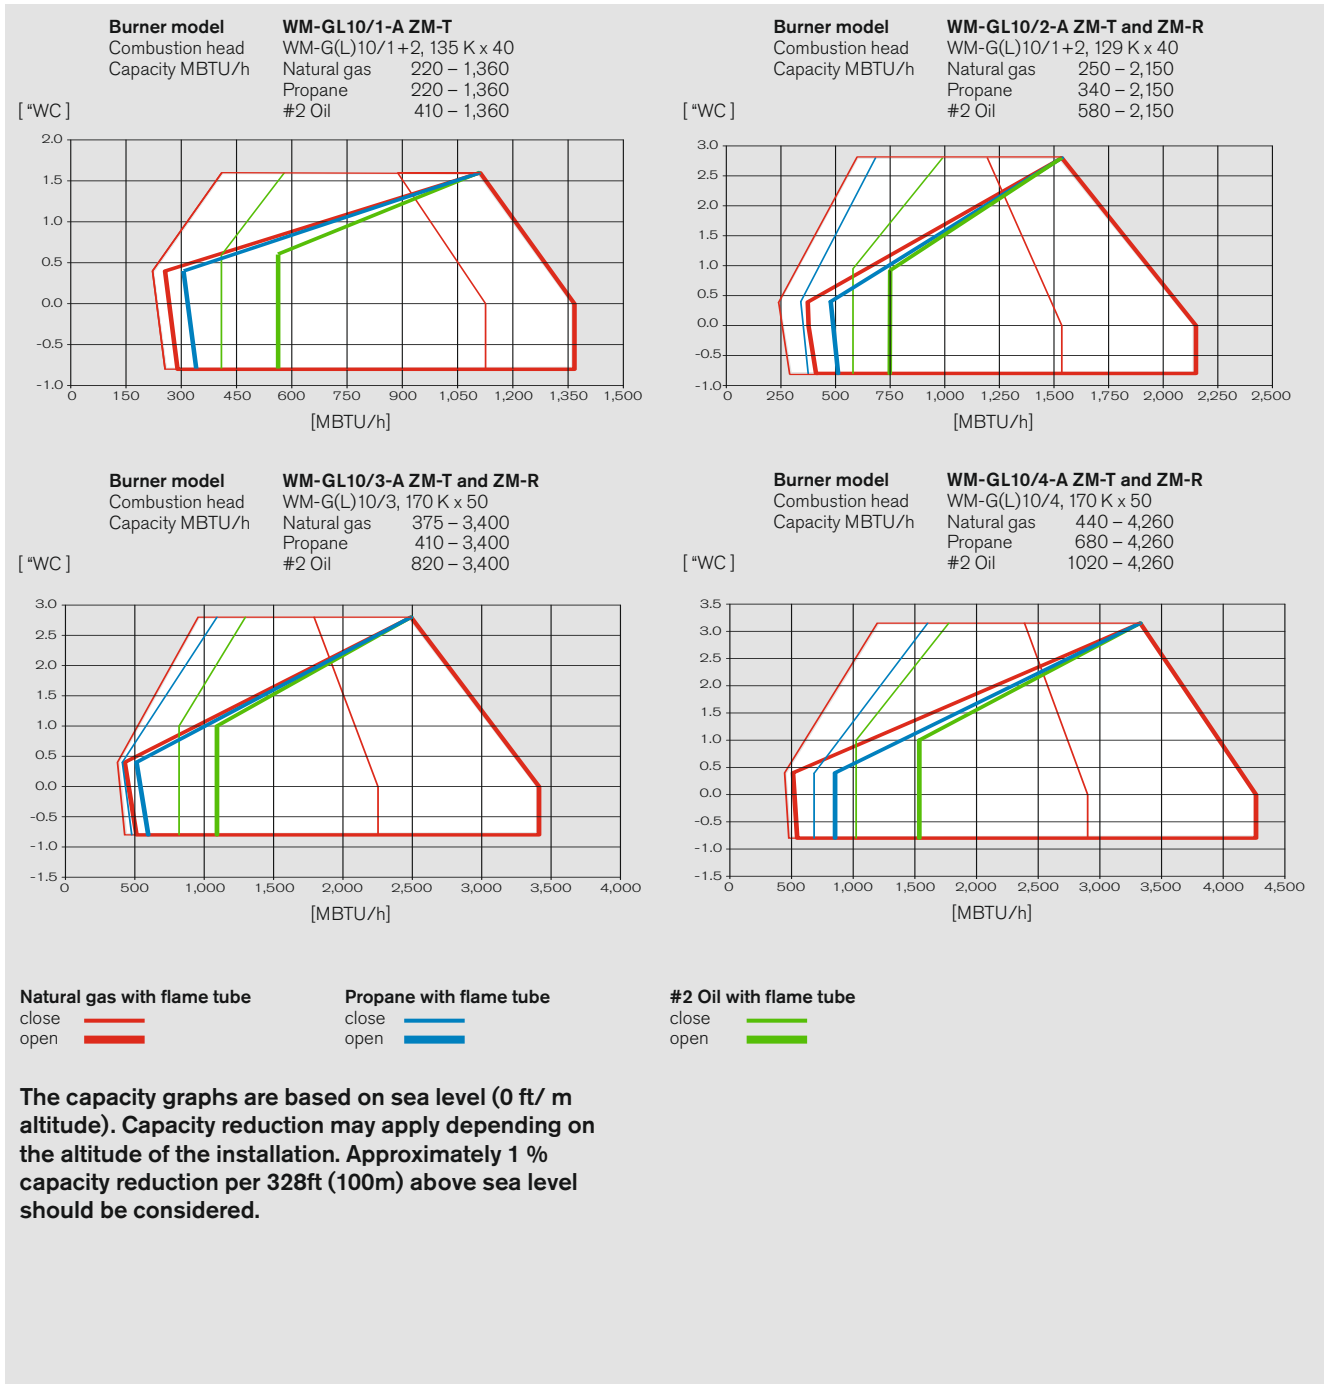 Burner model WM-GL10/1-A ZM-T
Combustion head WM-G(L)10/1+2, 135 K x 40
Capacity MBTU/h Natural gas 220 – 1,360
Propane 220 – 1,360
[ “WC ] #2 Oil 410 – 1,360
2.0
1.5
1.0
0.5
0.0
-0.5
-1.0
0 150 300 450 600 750 900 1,050 1,200 1,350 1,500
[MBTU/h]
Burner model WM-GL10/2-A ZM-T and ZM-R
Combustion head WM-G(L)10/1+2, 129 K x 40
Capacity MBTU/h Natural gas 250 – 2,150
Propane 340 – 2,150
[ “WC ] #2 Oil 580 – 2,150
3.0
2.5
2.0
1.5
1.0
0.5
0.0
-0.5
-1.0
0 250 500 750 1,000 1,250 1,500 1,750 2,000 2,250 2,500
[MBTU/h]
Burner model WM-GL10/3-A ZM-T and ZM-R
Combustion head WM-G(L)10/3, 170 K x 50
Capacity MBTU/h Natural gas 375 – 3,400
Propane 410 – 3,400
[ “WC ] #2 Oil 820 – 3,400
3.0
2.5
2.0
1.5
1.0
0.5
0.0
-0.5
-1.0
-1.5
0 500 1,000 1,500 2,000 2,500 3,000 3,500 4,000
[MBTU/h]
Burner model WM-GL10/4-A ZM-T and ZM-R
Combustion head WM-G(L)10/4, 170 K x 50
Capacity MBTU/h Natural gas 440 – 4,260
Propane 680 – 4,260
[ “WC ] #2 Oil 1020 – 4,260
3.5
3.0
2.5
2.0
1.5
1.0
0.5
0.0
-0.5
-1.0
-1.5
0 500 1,000 1,500 2,000 2,500 3,000 3,500 4,000 4,500
[MBTU/h]
Natural gas with flame tube
close
open
Propane with flame tube
close
open
#2 Oil with flame tube
close
open
The capacity graphs are based on sea level (0 ft/ m
altitude). Capacity reduction may apply depending on
the altitude of the installation. Approximately 1 %
capacity reduction per 328ft (100m) above sea level
should be considered.